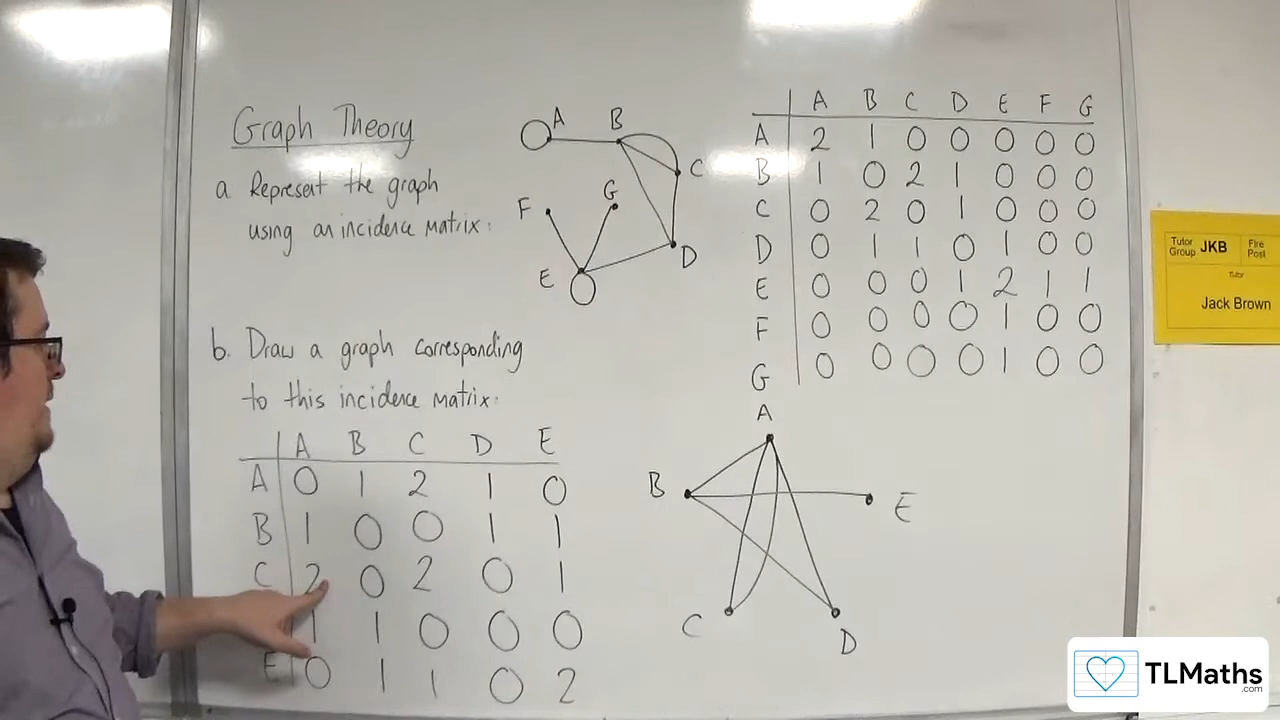 Graph Theory
a. Represent the graph
using an incidence matrix:
A B
C
F G
D
E
A B C D E F G
A 2 1 0 0 0 0 0
B 1 0 2 1 0 0 0
C 0 2 0 1 0 0 0
D 0 1 1 0 1 0 0
E 0 0 0 1 2 1 1
F 0 0 0 0 1 0 0
G 0 0 0 0 1 0 0
b. Draw a graph corresponding
to this incidence matrix:
A B C D E
A 0 1 2 1 0
B 1 0 0 1 1
C 2 0 2 0 1
1 1 0 0 0
E 0 1 1 0 2
A
B
E
C
D
Tutor
Group JKB
Fire
Post
Tutor
Jack Brown
TLMaths
.com